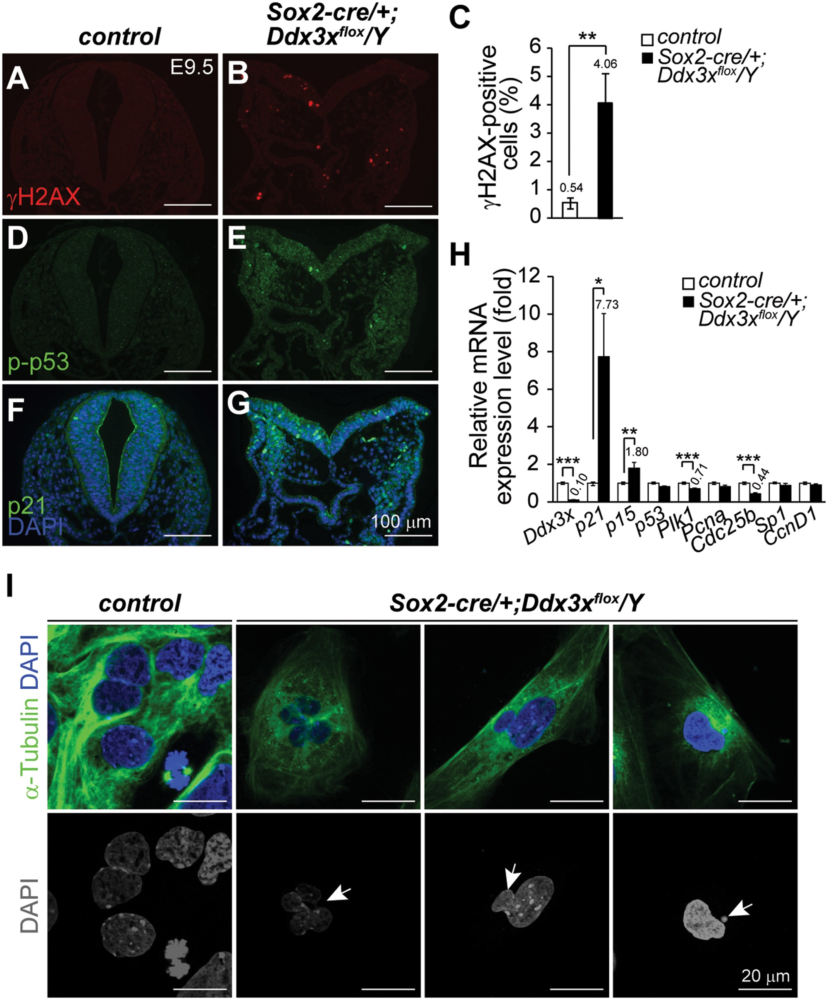 control
Sox2-cre/+;
Ddx3xflox/Y
A
E9.5
γH2AX
B
C
γH2AX-positive
cells (%)
6
5
4
3
2
1
0
**
0.54
4.06
control
Sox2-cre/+;
Ddx3xflox/Y
D
p-p53
E
F
p21
DAPI
G
100 μm
H
Relative mRNA
expression level (fold)
12
10
8
6
4
2
0
***
0.10
*
7.73
**
1.80
***
0.71
***
0.44
control
Sox2-cre/+;
Ddx3xflox/Y
Ddx3x
p21
p15
p53
Plk1
Pcna
Cdc25b
Sp1
CcnD1
I
control
Sox2-cre/+;Ddx3xflox/Y
α-Tubulin DAPI
DAPI
20 μm